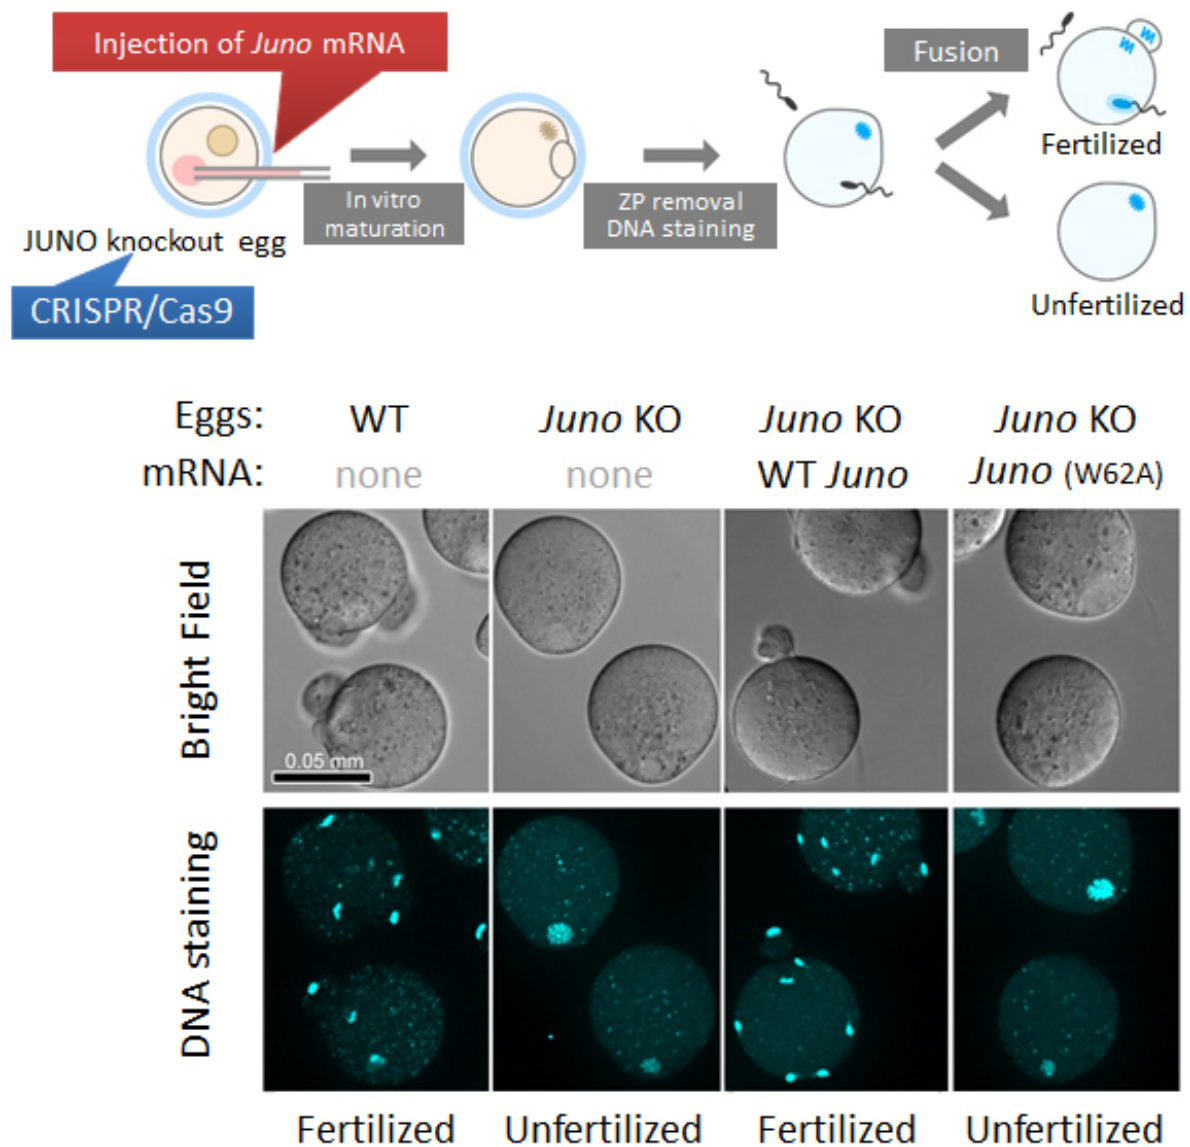 Injection of Juno mRNA
Fusion
Fertilized
In vitro
maturation
ZP removal
DNA staining
JUNO knockout egg
CRISPR/Cas9
Unfertilized
Eggs: WT Juno KO Juno KO Juno KO
mRNA: none none WT Juno Juno (W62A)
Bright Field
0.05 mm
DNA staining
Fertilized Unfertilized Fertilized Unfertilized